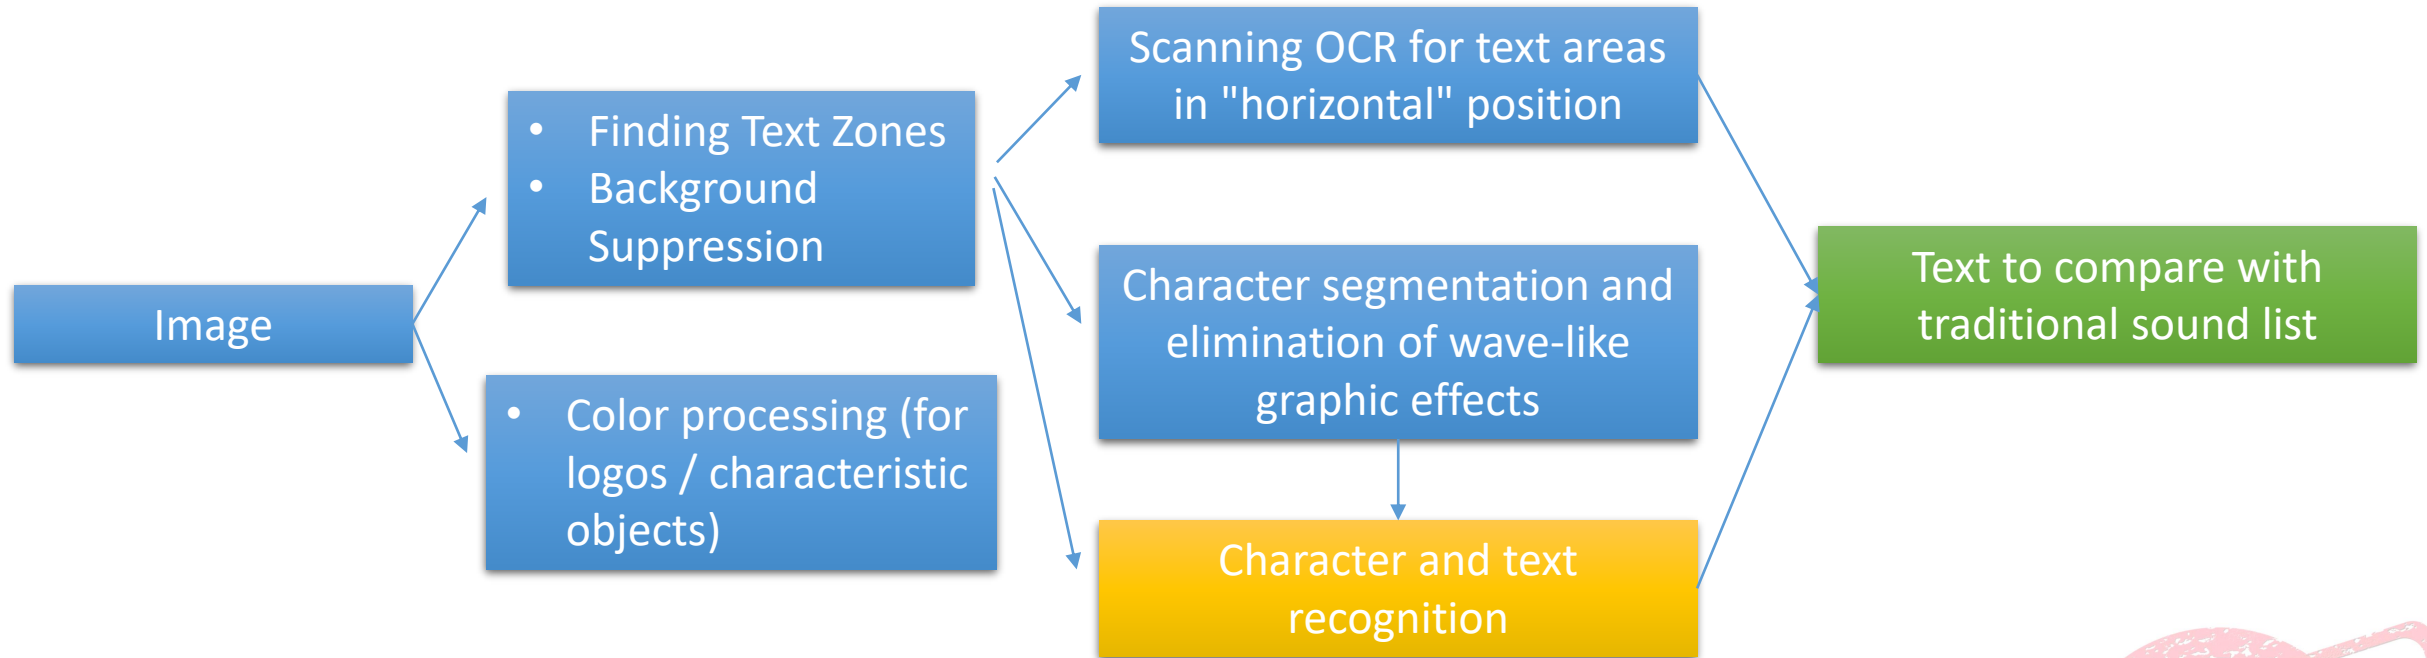 Image
• Finding Text Zones
• Background
Suppression
• Color processing (for
logos / characteristic
objects)
Scanning OCR for text areas
in "horizontal" position
Character segmentation and
elimination of wave-like
graphic effects
Character and text
recognition
Text to compare with
traditional sound list